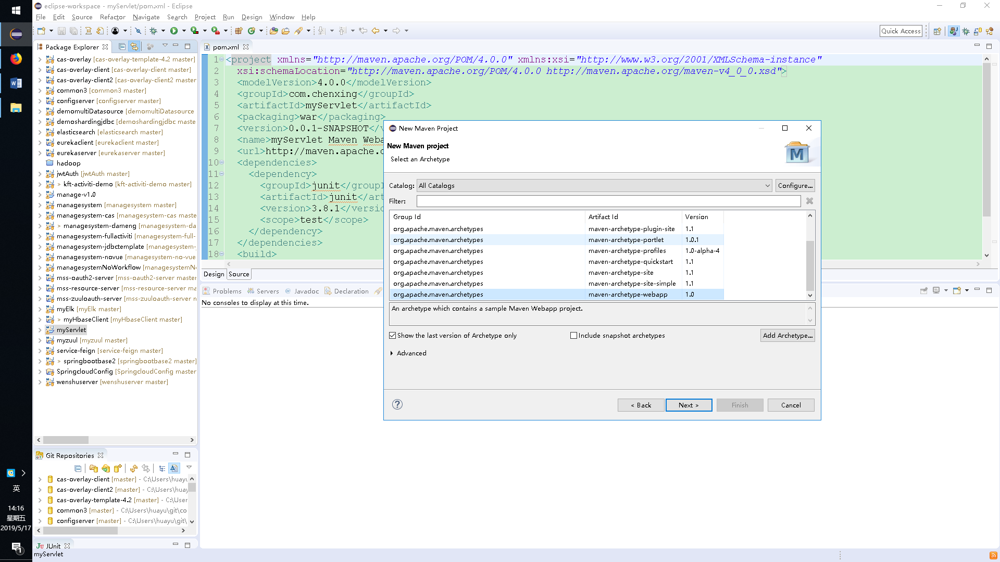 eclipse-workspace - myServlet/pom.xml - Eclipse
File Edit Source Refactor Navigate Search Project Run Design Window Help
Quick Access
Package Explorer
cas-overlay [cas-overlay-template-4.2 master]
cas-overlay-client [cas-overlay-client master]
cas-overlay-client2 [cas-overlay-client2 master
common3 [common3 master]
configserver [configserver master]
demomultiDatasource [demomultiDatasource
demoshardingjdbc [demoshardingjdbc maste
elasticsearch [elasticsearch master]
eurekaclient [eurekaclient master]
eurekaserver [eurekaserver master]
hadoop
jwtAuth [jwtAuth master]
> kft-activiti-demo [kft-activiti-demo master]
manage-v1.0
managesystem [managesystem master]
managesystem-cas [managesystem-cas maste
> managesystem-dameng [managesystem-da
managesystem-fullactiviti [managesystem-full-
managesystem-jdbctemplate [managesystem-
managesystem-novue [managesystem-no-vue
managesystemNoWorkflow [managesystemN
mss-oauth2-server [mss-oauth2-server master
mss-resource-server [mss-resource-server ma
mss-zuuloauth-server [mss-zuuloauth-server n
myElk [myElk master]
> myHbaseClient [myHbaseClient master]
myServlet
myzuul [myzuul master]
service-feign [service-feign master]
> springbootbase2 [springbootbase2 master]
SpringcloudConfig [SpringcloudConfig master
wenshuserver [wenshuserver master]
Git Repositories
cas-overlay-client [master] - C:\Users\huayu
cas-overlay-client2 [master] - C:\Users\huay
cas-overlay-template-4.2 [master] - C:\User
common3 [master] - C:\Users\huayu\git\co
configserver [master] - C:\Users\huayu\git\
JUnit
myServlet
pom.xml
1 <project xmlns="http://maven.apache.org/POM/4.0.0" xmlns:xsi="http://www.w3.org/2001/XMLSchema-instance"
2 xsi:schemaLocation="http://maven.apache.org/POM/4.0.0 http://maven.apache.org/maven-v4_0_0.xsd">
3 <modelVersion>4.0.0</modelVersion>
4 <groupId>com.chenxing</groupId>
5 <artifactId>myServlet</artifactId>
6 <packaging>war</packaging>
7 <version>0.0.1-SNAPSHOT</v
8 <name>myServlet Maven Weba
9 <url>http://maven.apache.o
10 <dependencies>
11 <dependency>
12 <groupId>junit</groupI
13 <artifactId>junit</art
14 <version>3.8.1</versio
15 <scope>test</scope>
16 </dependency>
17 </dependencies>
18 <build>
Design Source
Problems Servers Javadoc Declaration
No consoles to display at this time.
New Maven Project
New Maven project
Select an Archetype
M
Catalog: All Catalogs Configure...
Filter:
Group Id Artifact Id Version
org.apache.maven.archetypes maven-archetype-plugin-site 1.1
org.apache.maven.archetypes maven-archetype-portlet 1.0.1
org.apache.maven.archetypes maven-archetype-profiles 1.0-alpha-4
org.apache.maven.archetypes maven-archetype-quickstart 1.1
org.apache.maven.archetypes maven-archetype-site 1.1
org.apache.maven.archetypes maven-archetype-site-simple 1.1
org.apache.maven.archetypes maven-archetype-webapp 1.0
An archetype which contains a sample Maven Webapp project.
Show the last version of Archetype only Include snapshot archetypes Add Archetype...
Advanced
< Back Next > Finish Cancel
英
14:16
星期五
2019/5/17
1